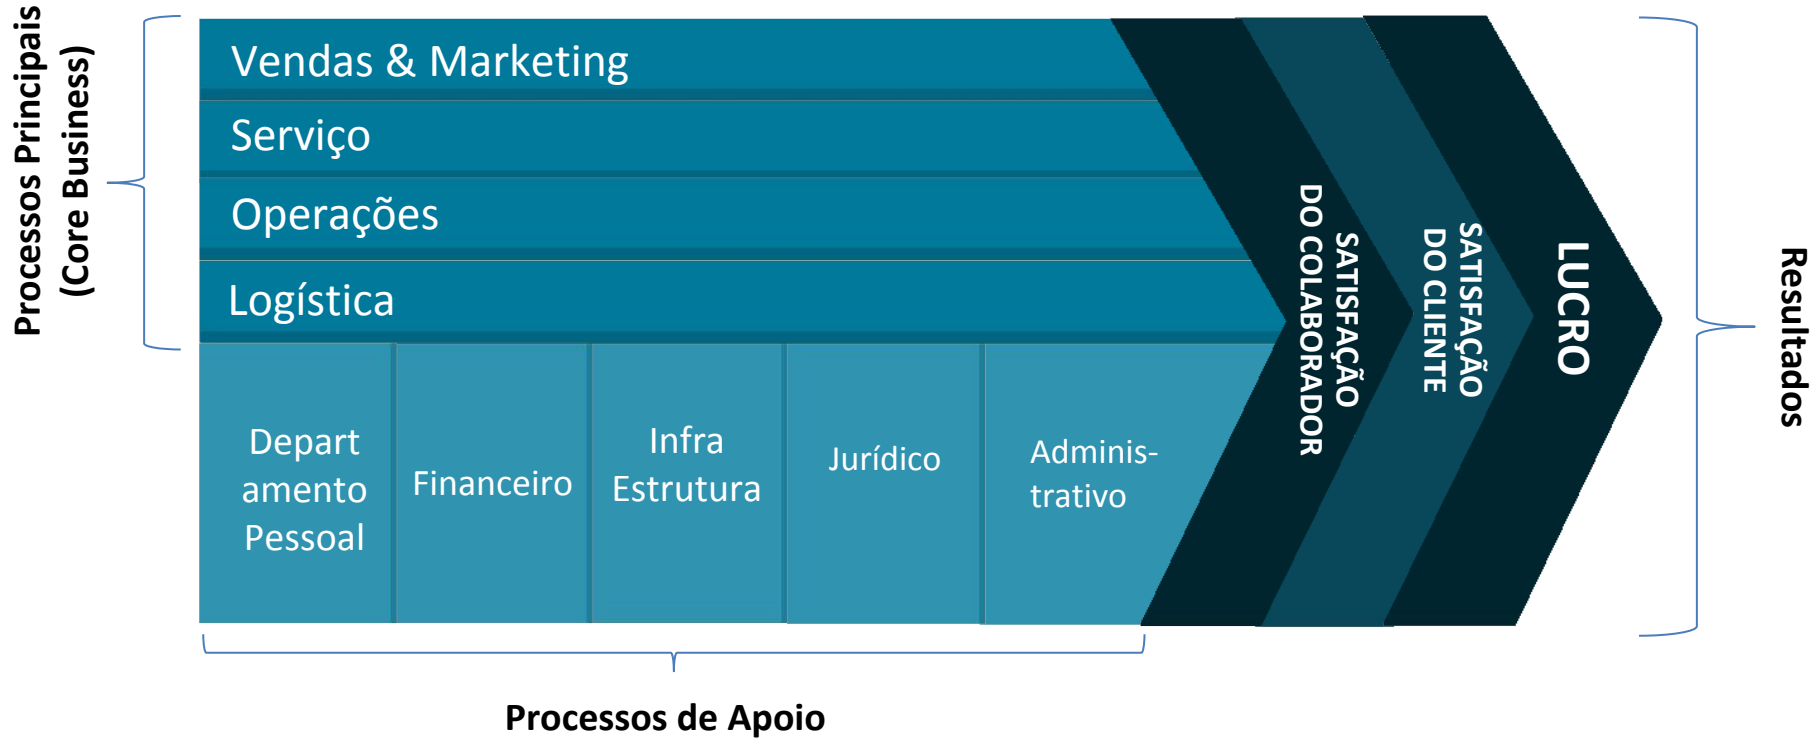 Processos Principais
(Core Business)
Vendas & Marketing
Serviço
Operações
Logística
Depart
amento
Pessoal
Financeiro
Infra
Estrutura
Jurídico
Adminis-
trativo
SATISFAÇÃO
DO COLABORADOR
SATISFAÇÃO
DO CLIENTE
LUCRO
Resultados
Processos de Apoio